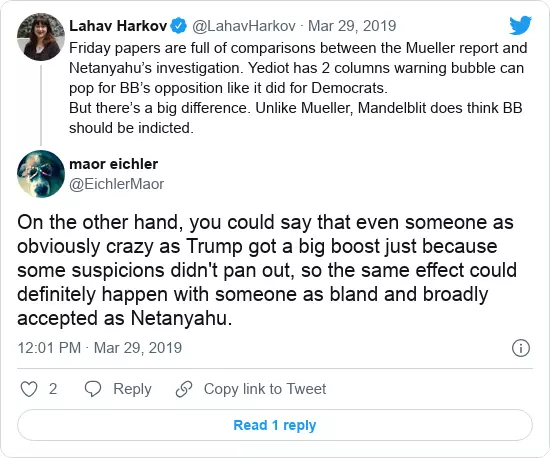 Lahav Harkov @LahavHarkov · Mar 29, 2019
Friday papers are full of comparisons between the Mueller report and
Netanyahu’s investigation. Yediot has 2 columns warning bubble can
pop for BB’s opposition like it did for Democrats.
But there’s a big difference. Unlike Mueller, Mandelblit does think BB
should be indicted.
maor eichler
@EichlerMaor
On the other hand, you could say that even someone as
obviously crazy as Trump got a big boost just because
some suspicions didn't pan out, so the same effect could
definitely happen with someone as bland and broadly
accepted as Netanyahu.
12:01 PM · Mar 29, 2019
2 Reply Copy link to Tweet
Read 1 reply